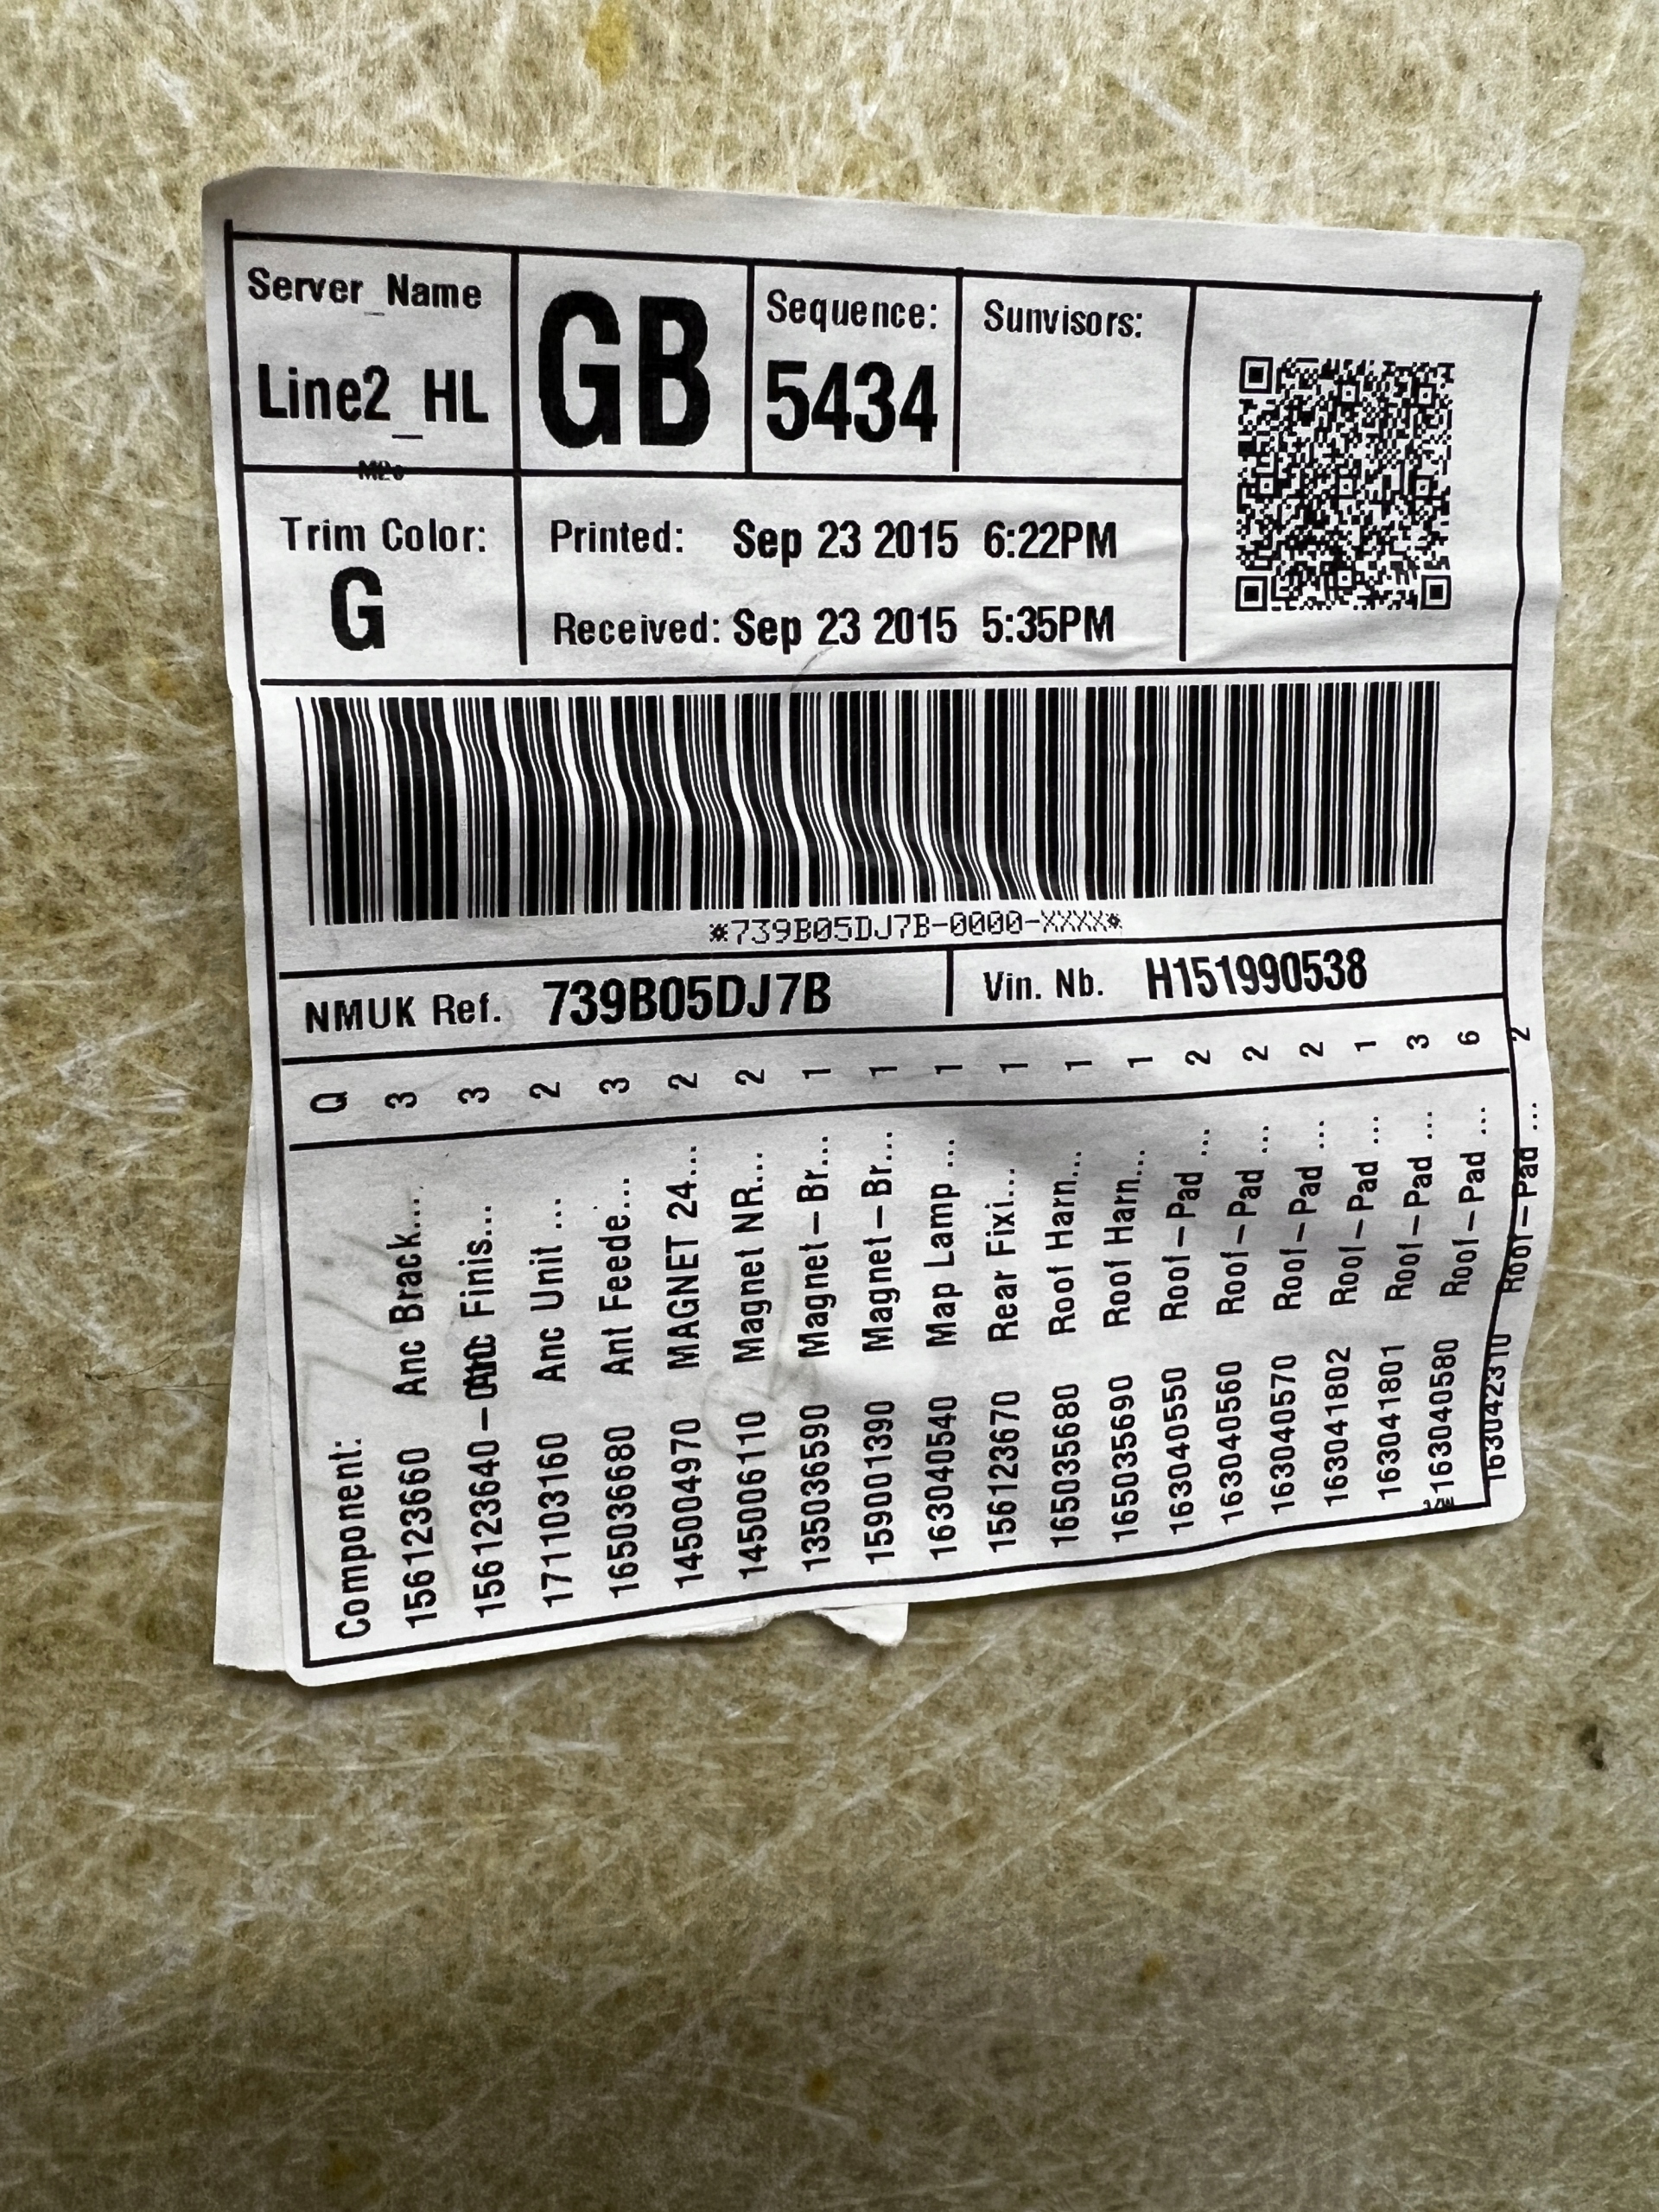 Server_Name
Line2_HL
GB
Sequence:
5434
Sunvisors:
Trim Color:
G
Printed: Sep 23 2015 6:22PM
Received: Sep 23 2015 5:35PM
*739B05DJ7B-0000-XXXX*
NMUK Ref. 739B05DJ7B
Vin. Nb. H151990538
Component: Q
156123660 Anc Brack... 3
156123640- Finis... 3
171103160 Anc Unit ... 2
165036680 Ant Feede... 3
145004970 MAGNET 24... 2
145006110 Magnet NR... 2
135036590 Magnet-Br... 1
159001390 Magnet-Br... 1
163040540 Map Lamp ... 1
156123670 Rear Fixi... 1
165035680 Roof Harn... 1
165035690 Roof Harn... 1
163040550 Roof-Pad ... 2
163040560 Roof-Pad ... 2
163040570 Roof-Pad ... 2
163041802 Roof-Pad ... 1
163041801 Roof-Pad ... 3
163040580 Roof-Pad ... 6
163042310 Roof-Pad ... 2